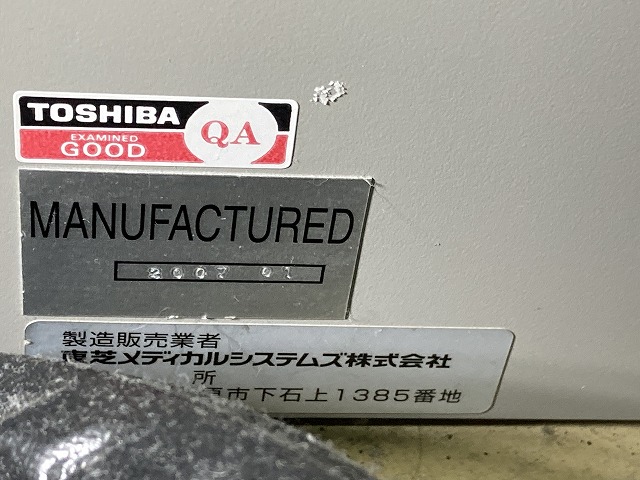 TOSHIBA
EXAMINED
GOOD
QA
MANUFACTURED
2007 01
製造販売業者
東芝メディカルシステムズ株式会社
所
市下石上1385番地